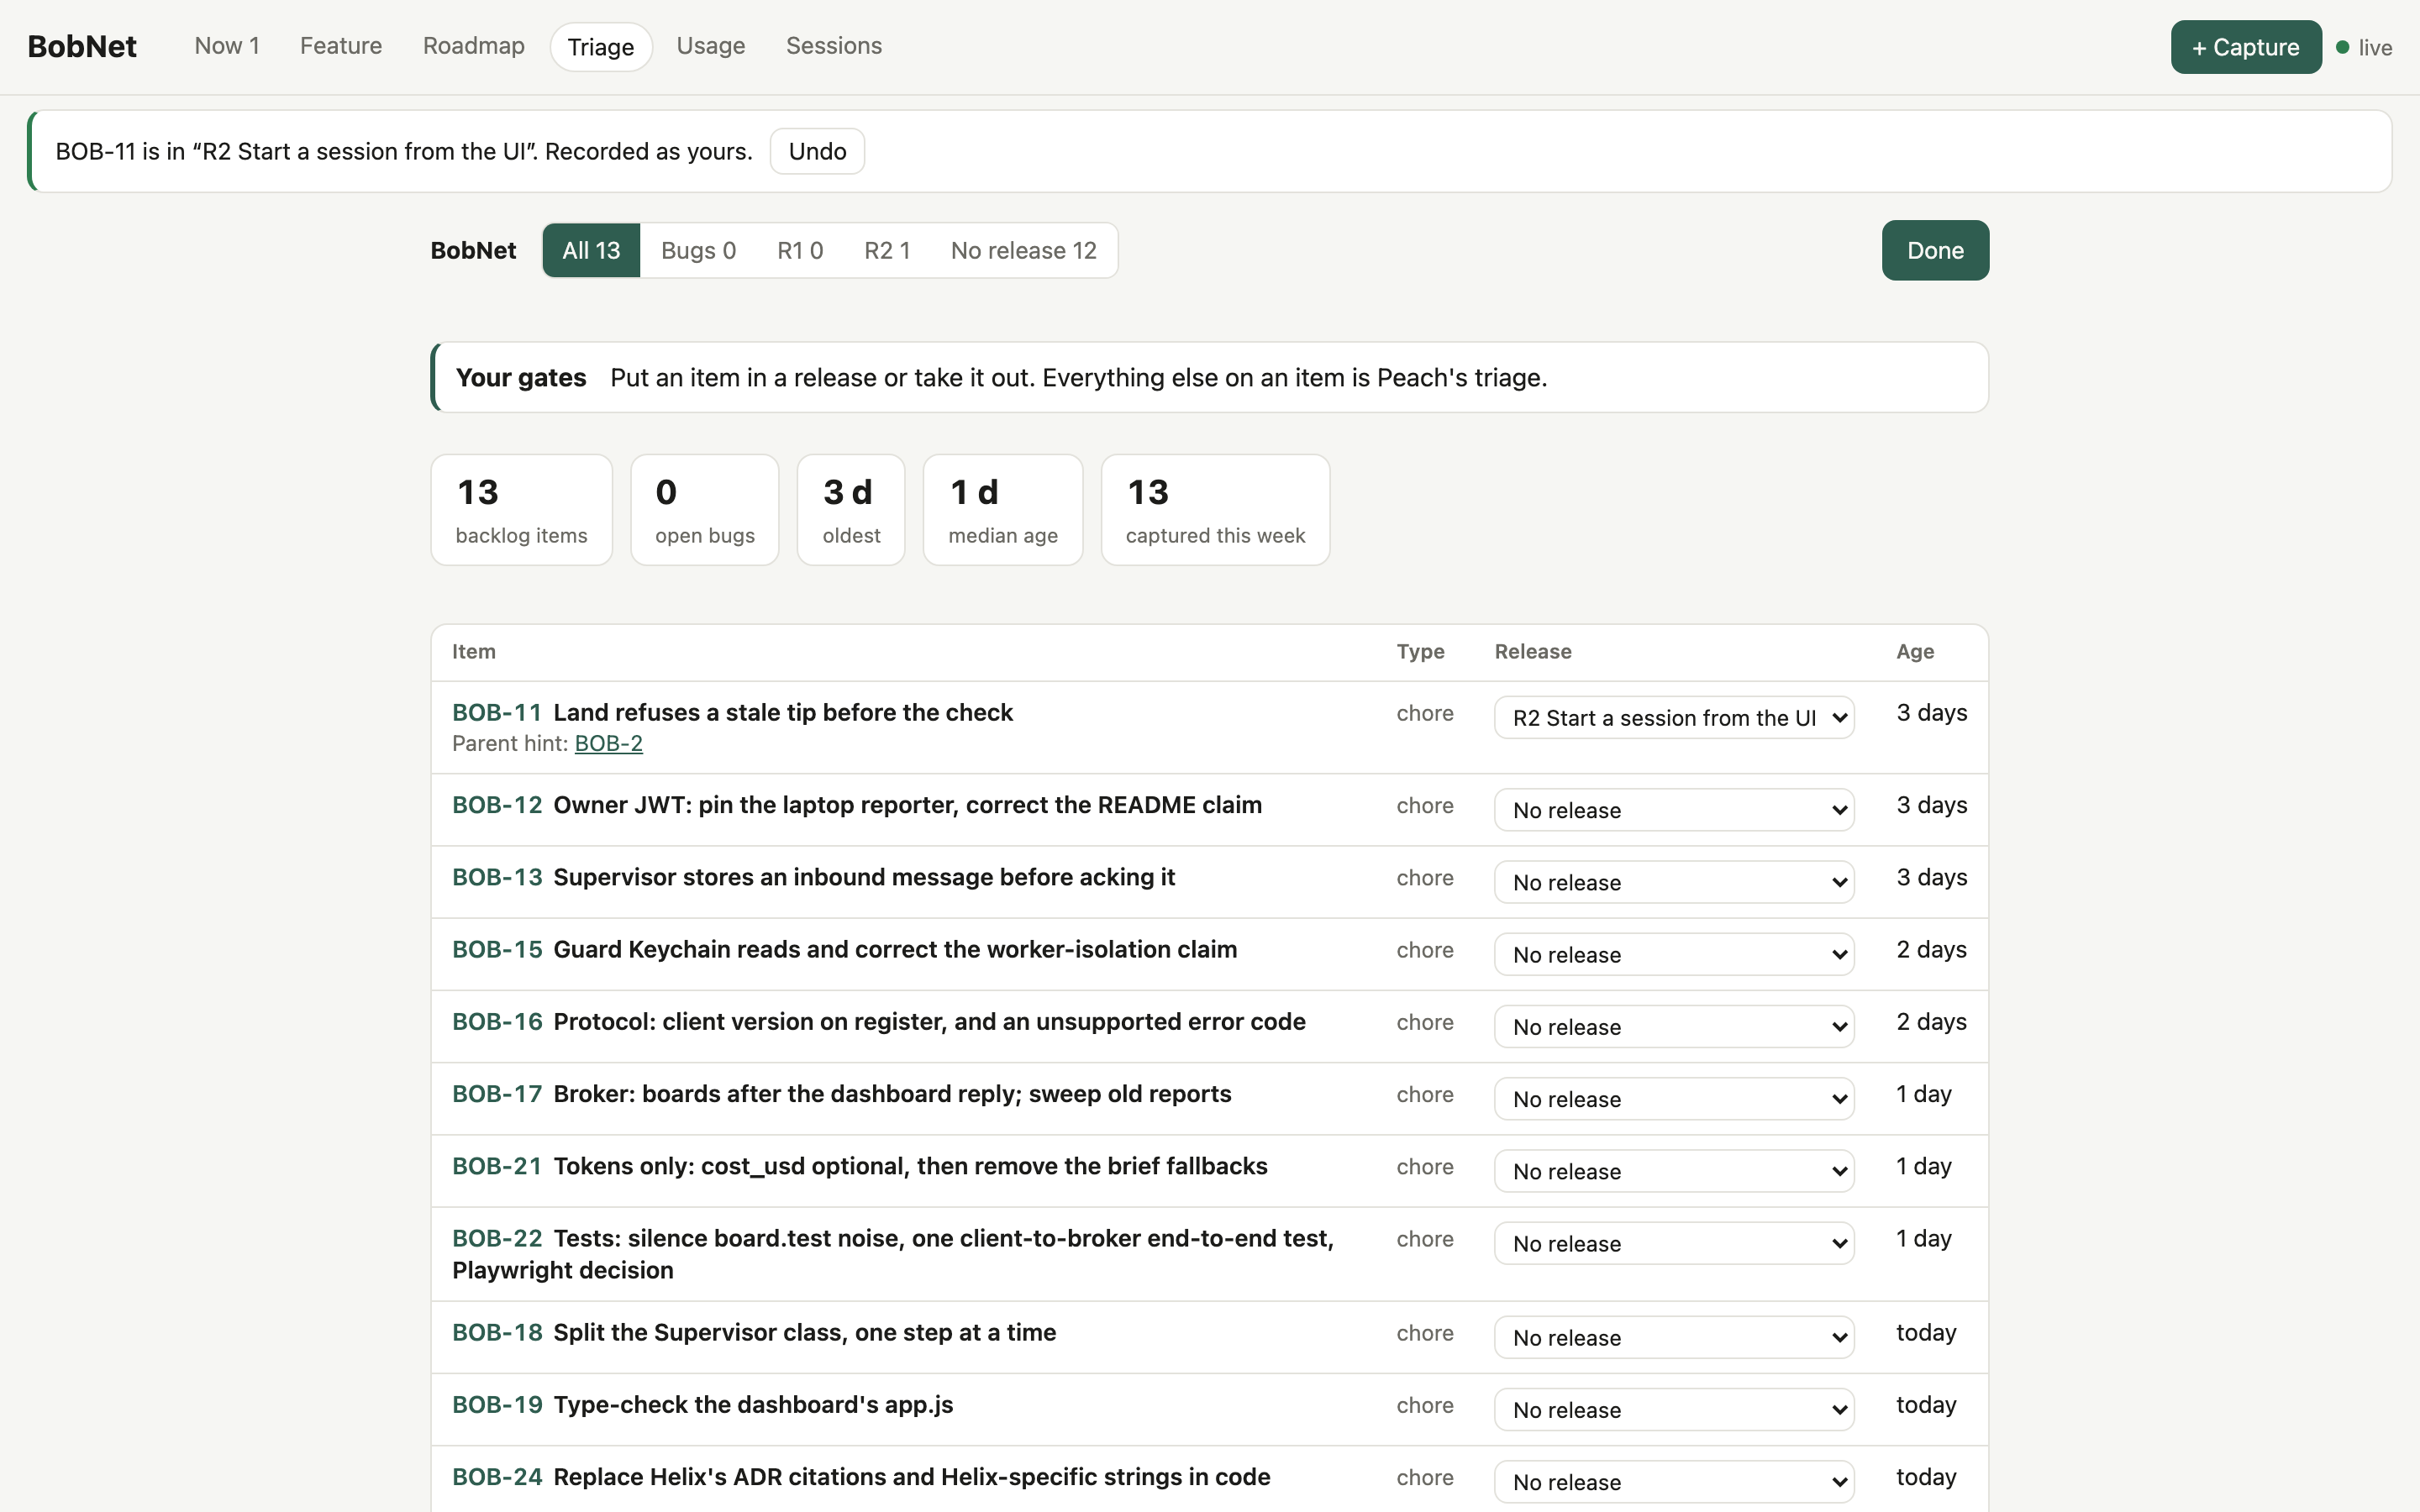 BobNet Now 1 Feature Roadmap Triage Usage Sessions + Capture live
BOB-11 is in “R2 Start a session from the UI”. Recorded as yours. Undo
BobNet All 13 Bugs 0 R1 0 R2 1 No release 12 Done
Your gates Put an item in a release or take it out. Everything else on an item is Peach's triage.
13 0 3 d 1 d 13
backlog items open bugs oldest median age captured this week
Item Type Release Age
BOB-11 Land refuses a stale tip before the check chore R2 Start a session from the UI 3 days
Parent hint: BOB-2
BOB-12 Owner JWT: pin the laptop reporter, correct the README claim chore No release 3 days
BOB-13 Supervisor stores an inbound message before acking it chore No release 3 days
BOB-15 Guard Keychain reads and correct the worker-isolation claim chore No release 2 days
BOB-16 Protocol: client version on register, and an unsupported error code chore No release 2 days
BOB-17 Broker: boards after the dashboard reply; sweep old reports chore No release 1 day
BOB-21 Tokens only: cost_usd optional, then remove the brief fallbacks chore No release 1 day
BOB-22 Tests: silence board.test noise, one client-to-broker end-to-end test, chore No release 1 day
Playwright decision
BOB-18 Split the Supervisor class, one step at a time chore No release today
BOB-19 Type-check the dashboard's app.js chore No release today
BOB-24 Replace Helix's ADR citations and Helix-specific strings in code chore No release today